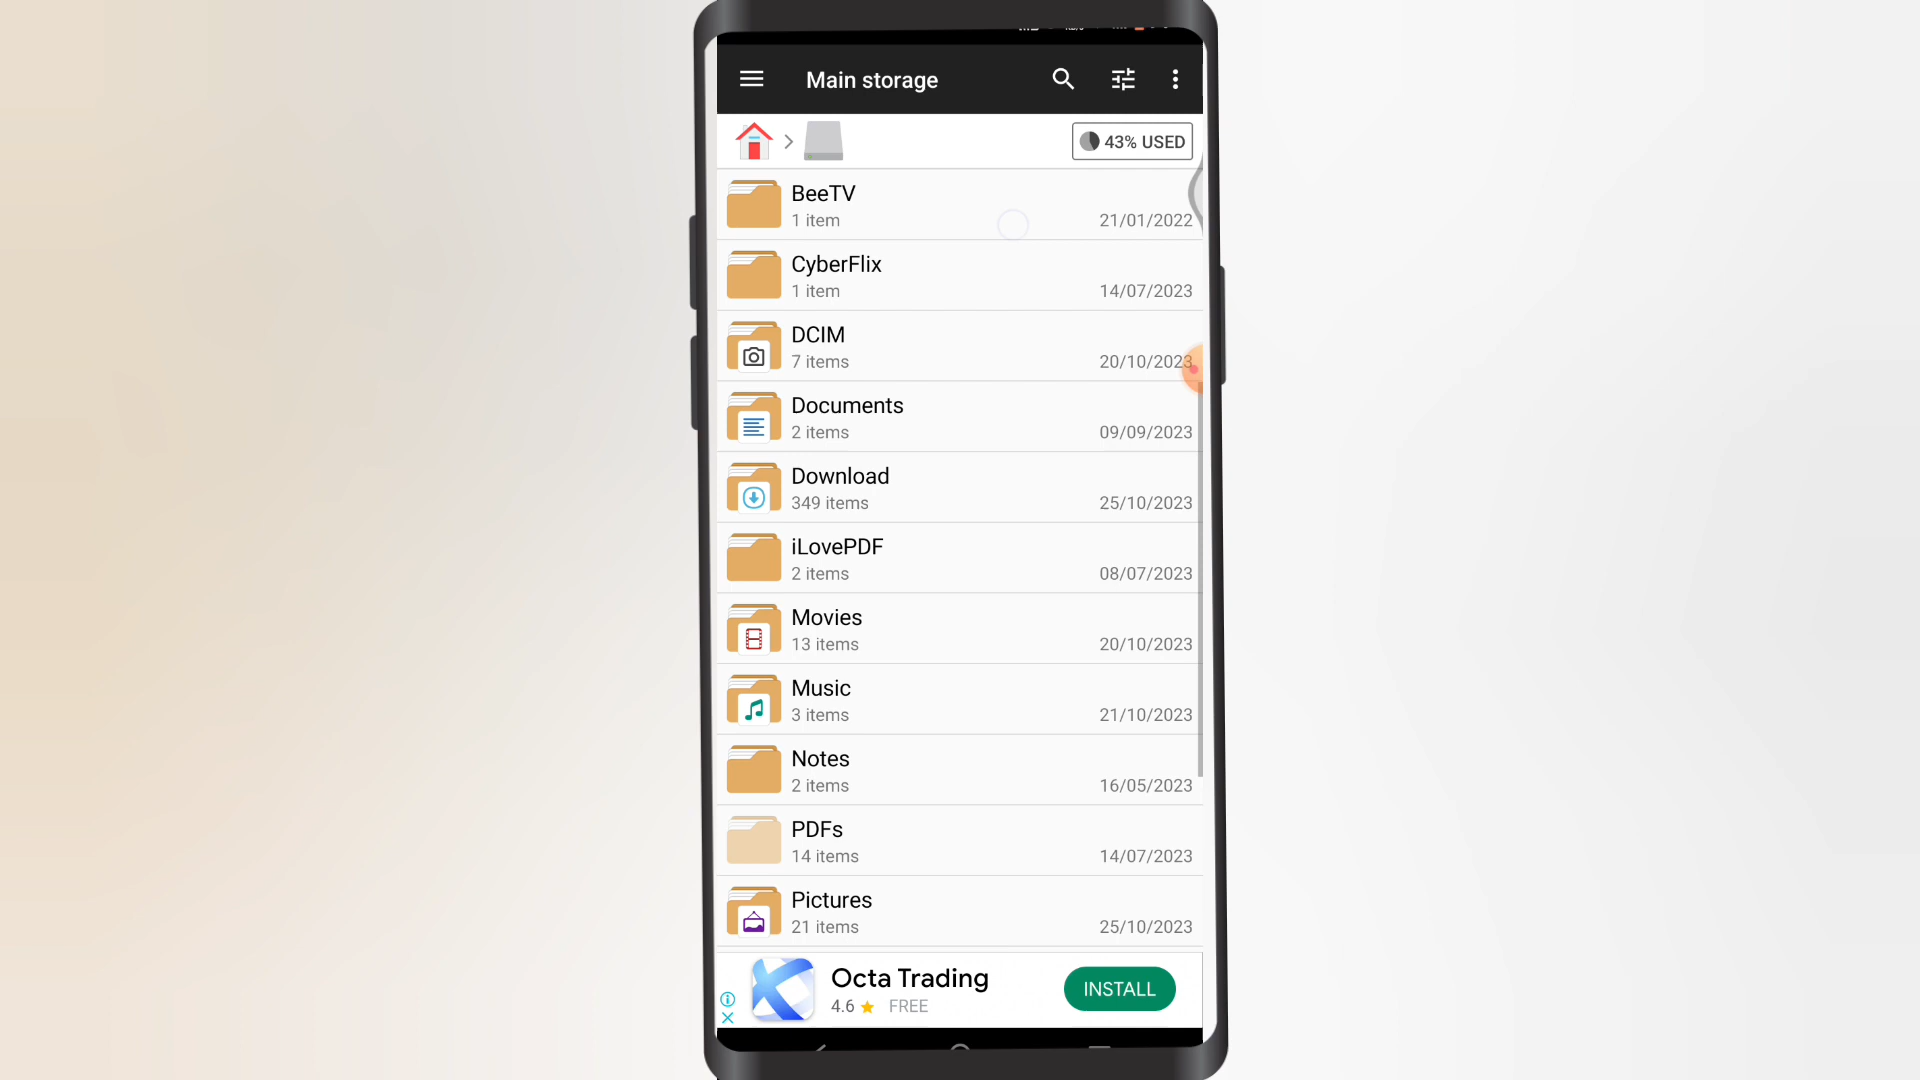 Main storage
43% USED
BeeTV
1 item
21/01/2022
CyberFlix
1 item
14/07/2023
DCIM
7 items
20/10/2023
Documents
2 items
09/09/2023
Download
349 items
25/10/2023
iLovePDF
2 items
08/07/2023
Movies
13 items
20/10/2023
Music
3 items
21/10/2023
Notes
2 items
16/05/2023
PDFs
14 items
14/07/2023
Pictures
21 items
25/10/2023
Octa Trading
4.6 FREE
INSTALL